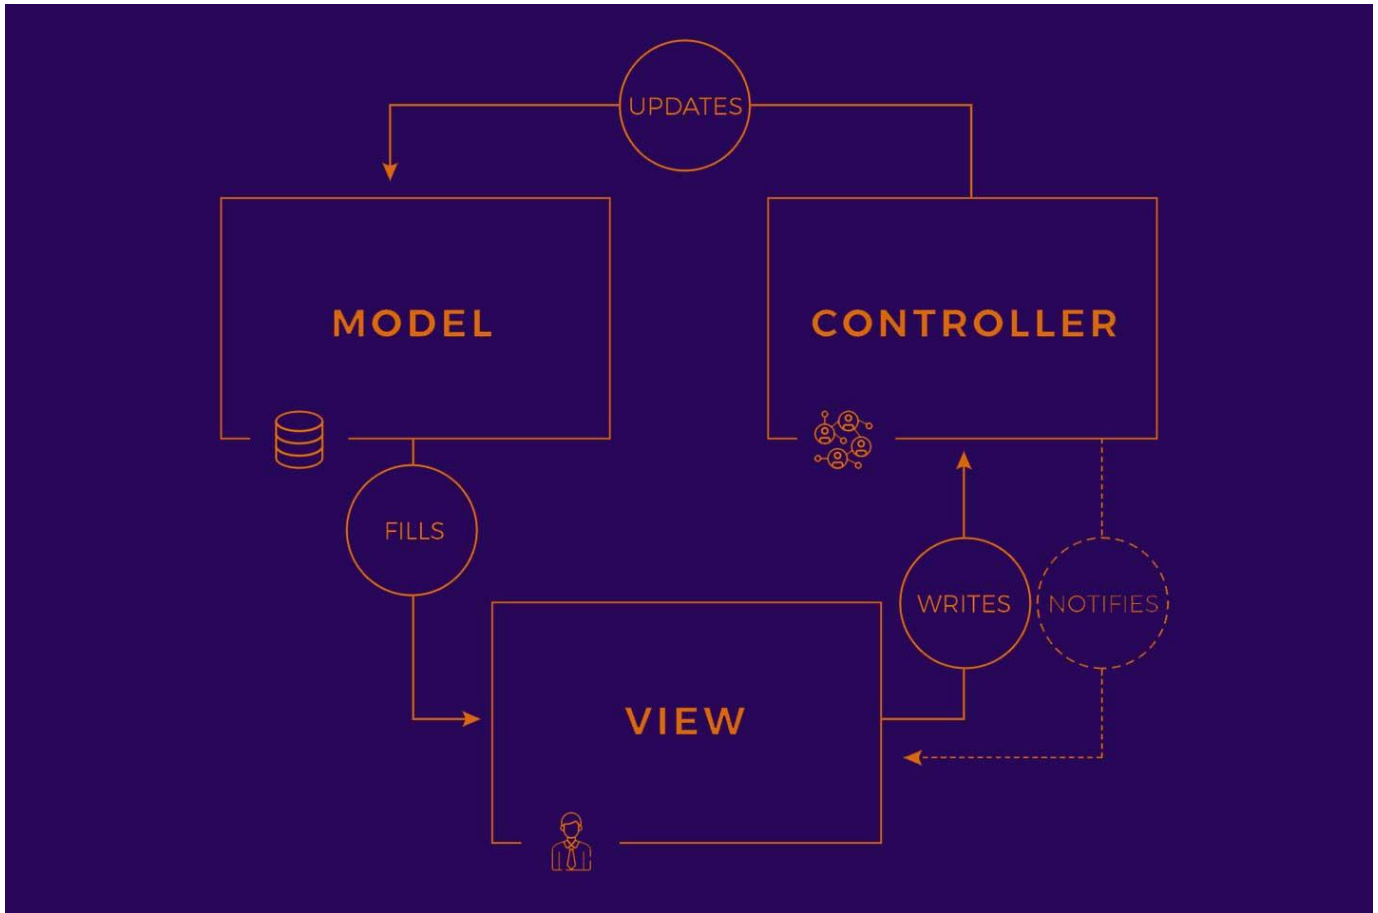 UPDATES
MODEL
CONTROLLER
FILLS
WRITES
NOTIFIES
VIEW